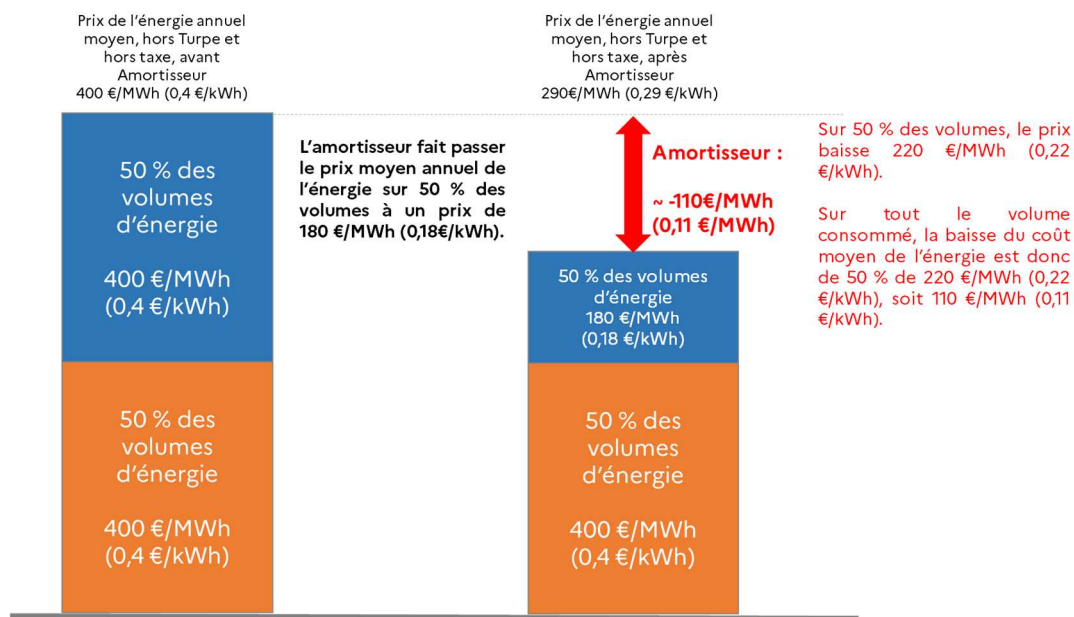 Prix de l’énergie annuel
moyen, hors Turpe et
hors taxe, avant
Amortisseur
400 €/MWh (0,4 €/kWh)
50 % des
volumes
d’énergie
400 €/MWh
(0,4 €/kWh)
50 % des
volumes
d’énergie
400 €/MWh
(0,4 €/kWh)
L’amortisseur fait passer
le prix moyen annuel de
l’énergie sur 50 % des
volumes à un prix de
180 €/MWh (0,18€/kWh).
Prix de l’énergie annuel
moyen, hors Turpe et
hors taxe, après
Amortisseur
290€/MWh (0,29 €/kWh)
Amortisseur :
~ -110€/MWh
(0,11 €/MWh)
50 % des volumes
d’énergie
180 €/MWh
(0,18 €/kWh)
50 % des
volumes
d’énergie
400 €/MWh
(0,4 €/kWh)
Sur 50 % des volumes, le prix
baisse 220 €/MWh (0,22
€/kWh).
Sur tout le volume
consommé, la baisse du coût
moyen de l’énergie est donc
de 50 % de 220 €/MWh (0,22
€/kWh), soit 110 €/MWh (0,11
€/kWh).